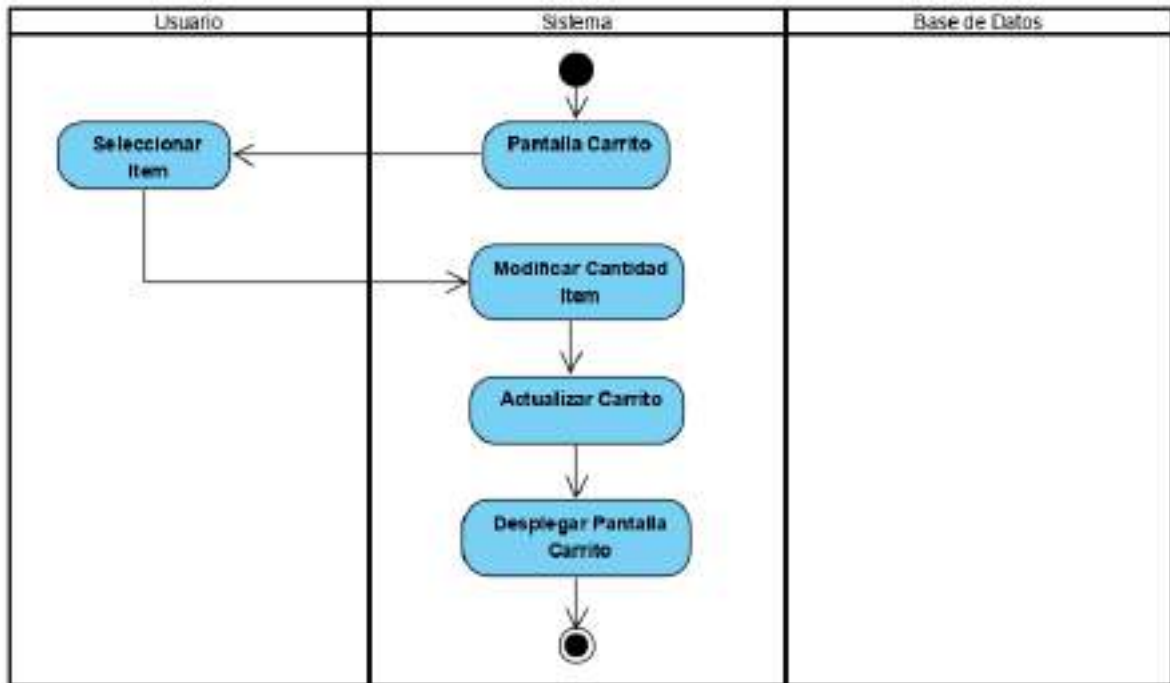 Usuario
Sistema
Base de Datos
Seleccionar
Item
Pantalla Carrito
Modificar Cantidad
Item
Actualizar Carrito
Desplegar Pantalla
Carrito